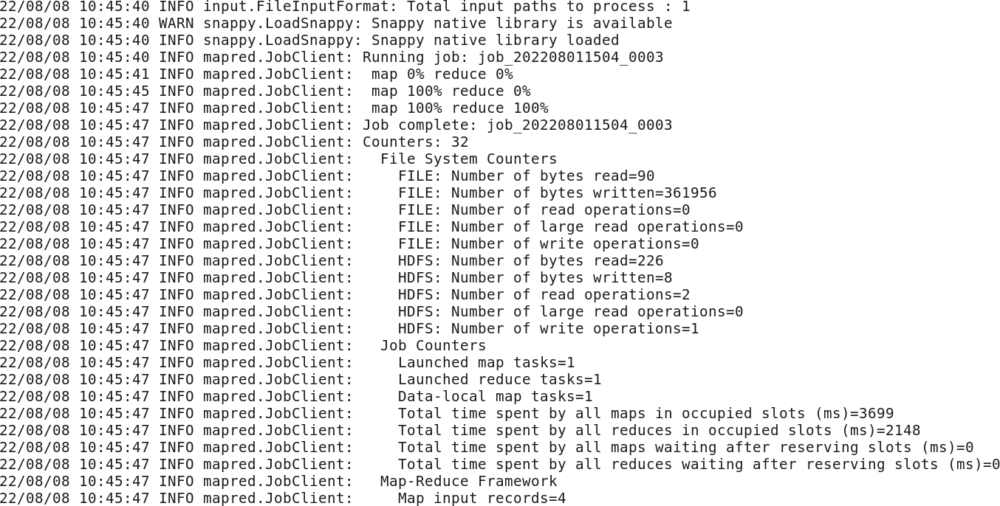 22/08/08 10:45:40 INFO input.FileInputFormat: Total input paths to process : 1
22/08/08 10:45:40 WARN snappy.LoadSnappy: Snappy native library is available
22/08/08 10:45:40 INFO snappy.LoadSnappy: Snappy native library loaded
22/08/08 10:45:40 INFO mapred.JobClient: Running job: job_202208011504_0003
22/08/08 10:45:41 INFO mapred.JobClient:  map 0% reduce 0%
22/08/08 10:45:45 INFO mapred.JobClient:  map 100% reduce 0%
22/08/08 10:45:47 INFO mapred.JobClient:  map 100% reduce 100%
22/08/08 10:45:47 INFO mapred.JobClient: Job complete: job_202208011504_0003
22/08/08 10:45:47 INFO mapred.JobClient: Counters: 32
22/08/08 10:45:47 INFO mapred.JobClient:   File System Counters
22/08/08 10:45:47 INFO mapred.JobClient:     FILE: Number of bytes read=90
22/08/08 10:45:47 INFO mapred.JobClient:     FILE: Number of bytes written=361956
22/08/08 10:45:47 INFO mapred.JobClient:     FILE: Number of read operations=0
22/08/08 10:45:47 INFO mapred.JobClient:     FILE: Number of large read operations=0
22/08/08 10:45:47 INFO mapred.JobClient:     FILE: Number of write operations=0
22/08/08 10:45:47 INFO mapred.JobClient:     HDFS: Number of bytes read=226
22/08/08 10:45:47 INFO mapred.JobClient:     HDFS: Number of bytes written=8
22/08/08 10:45:47 INFO mapred.JobClient:     HDFS: Number of read operations=2
22/08/08 10:45:47 INFO mapred.JobClient:     HDFS: Number of large read operations=0
22/08/08 10:45:47 INFO mapred.JobClient:     HDFS: Number of write operations=1
22/08/08 10:45:47 INFO mapred.JobClient:   Job Counters
22/08/08 10:45:47 INFO mapred.JobClient:     Launched map tasks=1
22/08/08 10:45:47 INFO mapred.JobClient:     Launched reduce tasks=1
22/08/08 10:45:47 INFO mapred.JobClient:     Data-local map tasks=1
22/08/08 10:45:47 INFO mapred.JobClient:     Total time spent by all maps in occupied slots (ms)=3699
22/08/08 10:45:47 INFO mapred.JobClient:     Total time spent by all reduces in occupied slots (ms)=2148
22/08/08 10:45:47 INFO mapred.JobClient:     Total time spent by all maps waiting after reserving slots (ms)=0
22/08/08 10:45:47 INFO mapred.JobClient:     Total time spent by all reduces waiting after reserving slots (ms)=0
22/08/08 10:45:47 INFO mapred.JobClient:   Map-Reduce Framework
22/08/08 10:45:47 INFO mapred.JobClient:     Map input records=4